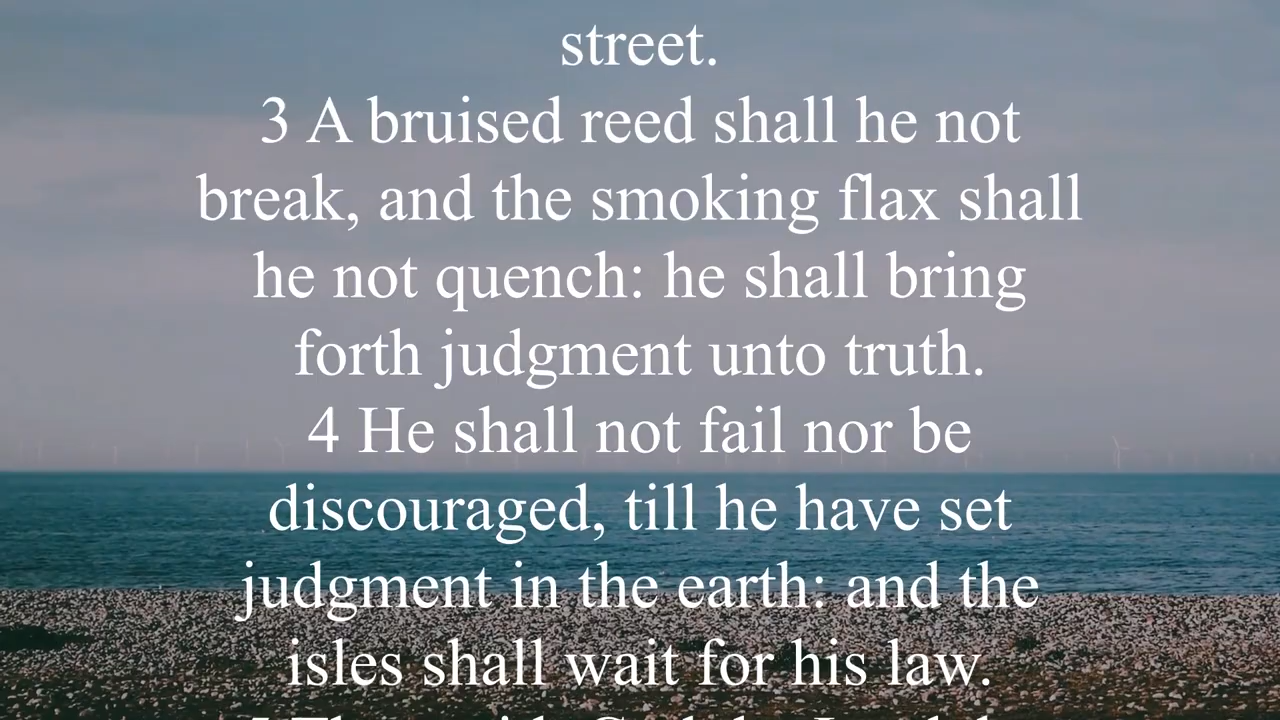 street.
3 A bruised reed shall he not
break, and the smoking flax shall
he not quench: he shall bring
forth judgment unto truth.
4 He shall not fail nor be
discouraged, till he have set
judgment in the earth: and the
isles shall wait for his law.